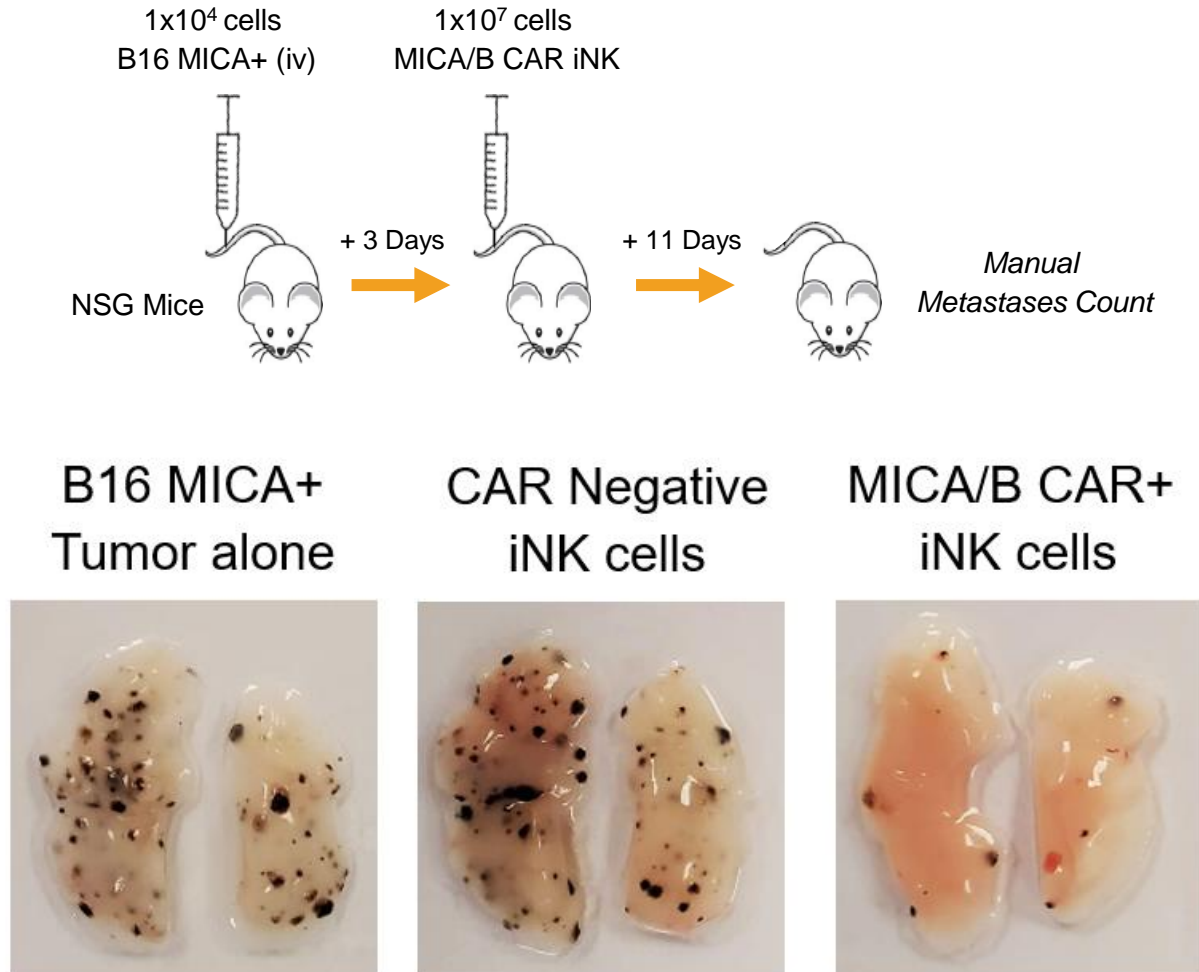 1x10⁴ cells
B16 MICA+ (iv)
1x10⁷ cells
MICA/B CAR iNK
NSG Mice
+ 3 Days
+ 11 Days
Manual
Metastases Count
B16 MICA+
Tumor alone
CAR Negative
iNK cells
MICA/B CAR+
iNK cells